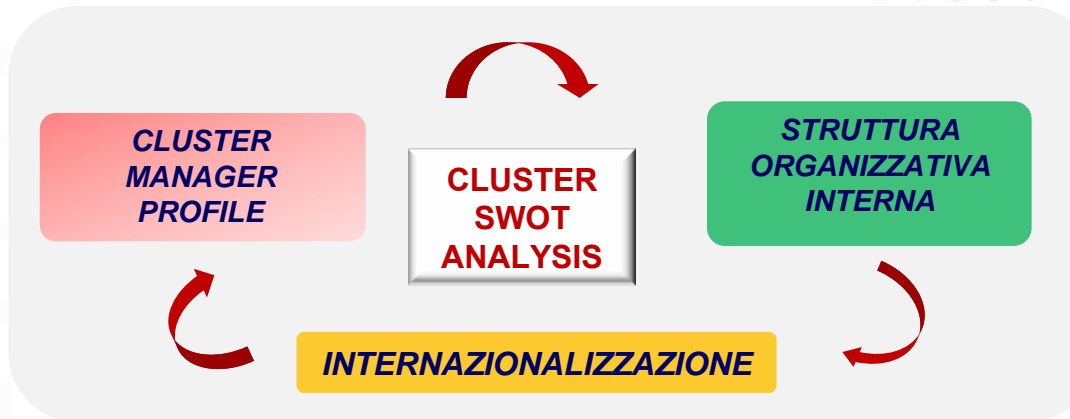 CLUSTER
MANAGER
PROFILE
CLUSTER
SWOT
ANALYSIS
STRUTTURA
ORGANIZZATIVA
INTERNA
INTERNAZIONALIZZAZIONE